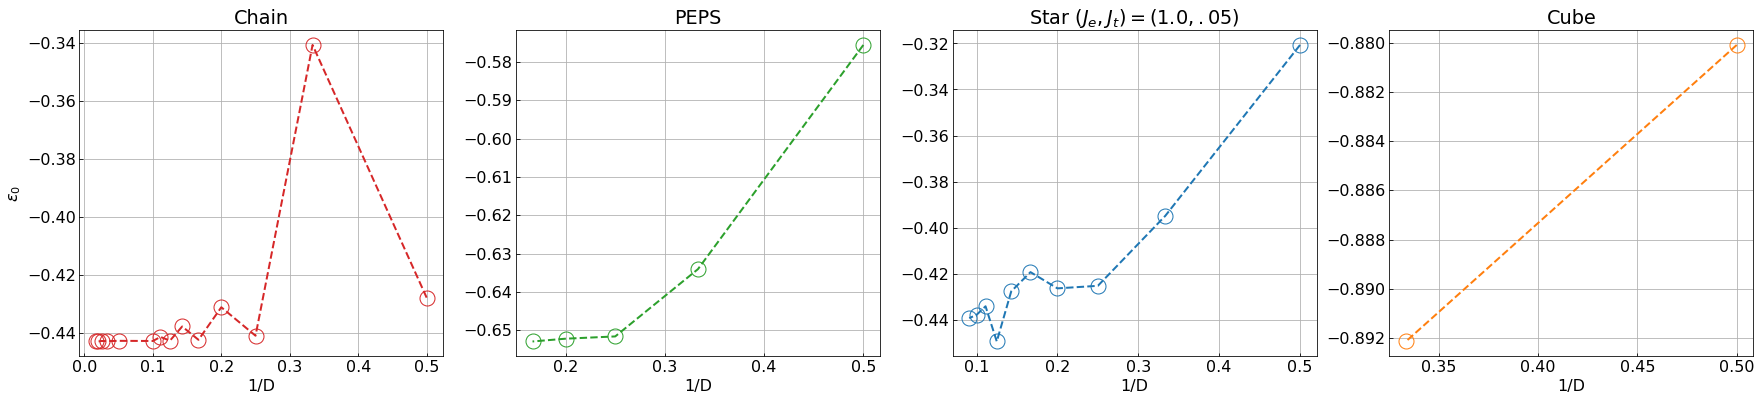 Chain
−0.34
−0.36
−0.38
−0.40
−0.42
−0.44
ε₀
0.0 0.1 0.2 0.3 0.4 0.5
1/D
PEPS
−0.58
−0.59
−0.60
−0.61
−0.62
−0.63
−0.64
−0.65
0.2 0.3 0.4 0.5
1/D
Star (Jₑ, Jₜ) = (1.0, .05)
−0.32
−0.34
−0.36
−0.38
−0.40
−0.42
−0.44
0.1 0.2 0.3 0.4 0.5
1/D
Cube
−0.880
−0.882
−0.884
−0.886
−0.888
−0.890
−0.892
0.35 0.40 0.45 0.50
1/D